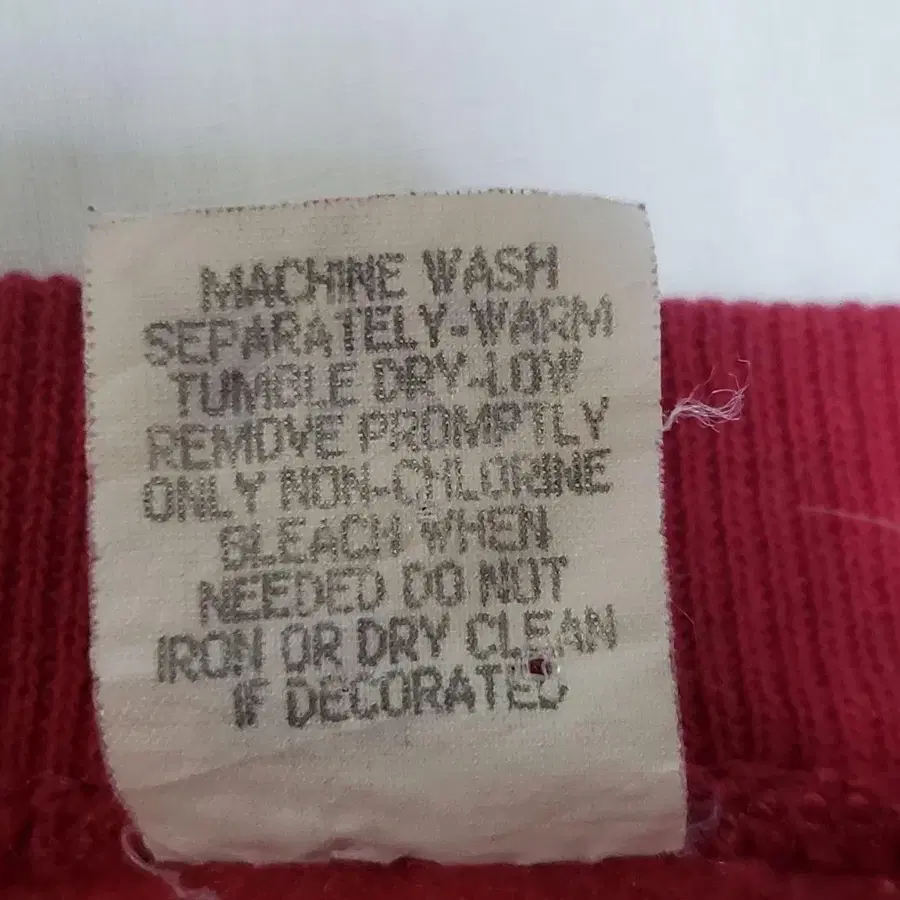 MACHINE WASH
SEPARATELY-WARM
TUMBLE DRY-LOW
REMOVE PROMPTLY
ONLY NON-CHLORINE
BLEACH WHEN
NEEDED DO NOT
IRON OR DRY CLEAN
IF DECORATED